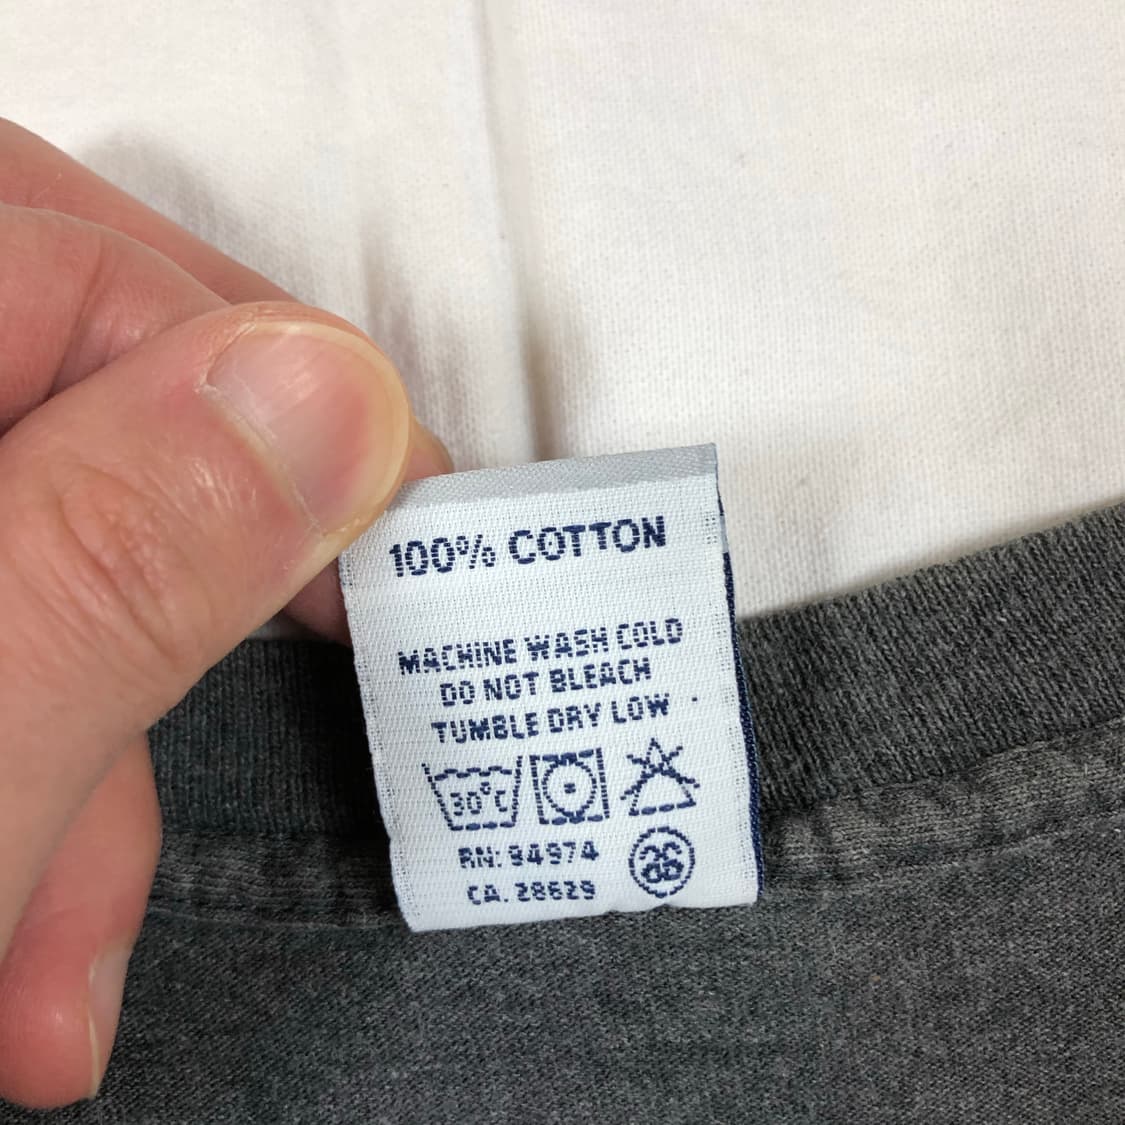 100% COTTON
MACHINE WASH COLD
DO NOT BLEACH
TUMBLE DRY LOW
30°C
RN: 94974
CA. 28629